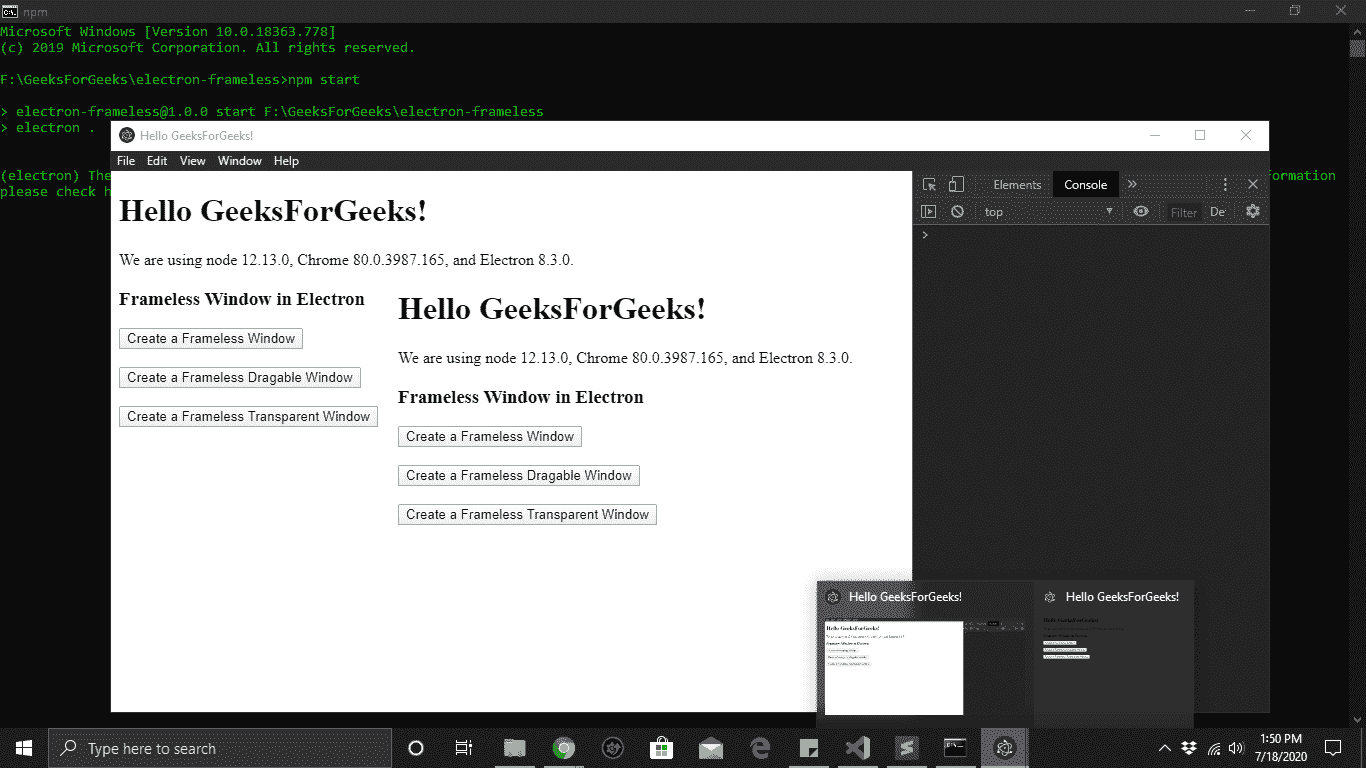 npm
Microsoft Windows [Version 10.0.18363.778]
(c) 2019 Microsoft Corporation. All rights reserved.
F:\GeeksForGeeks\electron-frameless>npm start
> electron-frameless@1.0.0 start F:\GeeksForGeeks\electron-frameless
> electron .
(electron) The
formation
please check h
Hello GeeksForGeeks!
File Edit View Window Help
Hello GeeksForGeeks!
We are using node 12.13.0, Chrome 80.0.3987.165, and Electron 8.3.0.
Frameless Window in Electron
Create a Frameless Window
Create a Frameless Dragable Window
Create a Frameless Transparent Window
Hello GeeksForGeeks!
We are using node 12.13.0, Chrome 80.0.3987.165, and Electron 8.3.0.
Frameless Window in Electron
Create a Frameless Window
Create a Frameless Dragable Window
Create a Frameless Transparent Window
Elements Console »
top Filter De
>
Hello GeeksForGeeks!
Hello GeeksForGeeks!
Hello GeeksForGeeks!
Type here to search
1:50 PM
7/18/2020